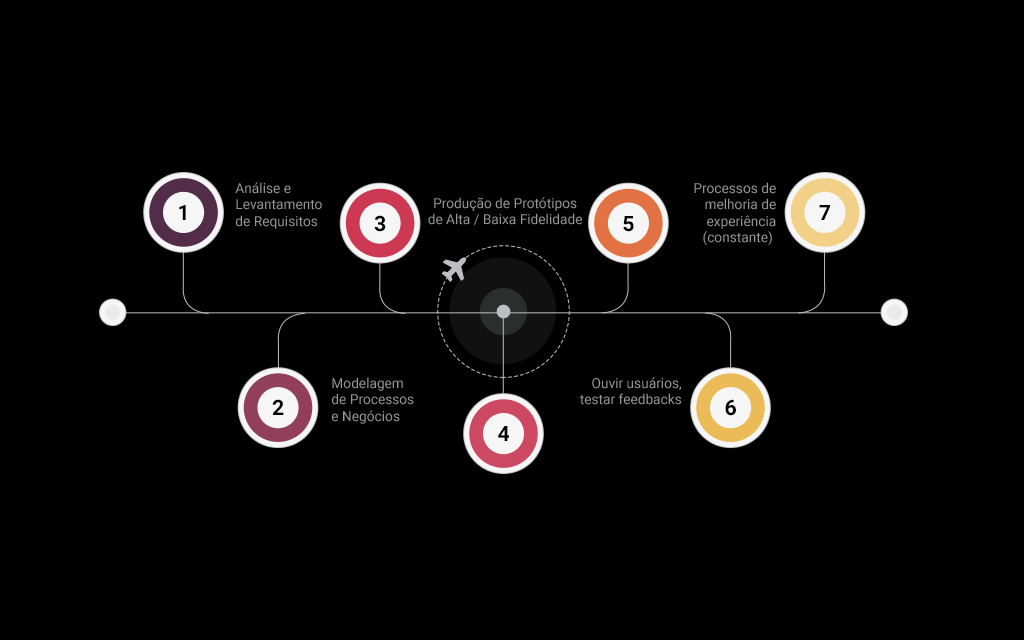 1
Análise e
Levantamento
de Requisitos
2
Modelagem
de Processos
e Negócios
3
Produção de Protótipos
de Alta / Baixa Fidelidade
4
5
Ouvir usuários,
testar feedbacks
6
Processos de
melhoria de
experiência
(constante)
7